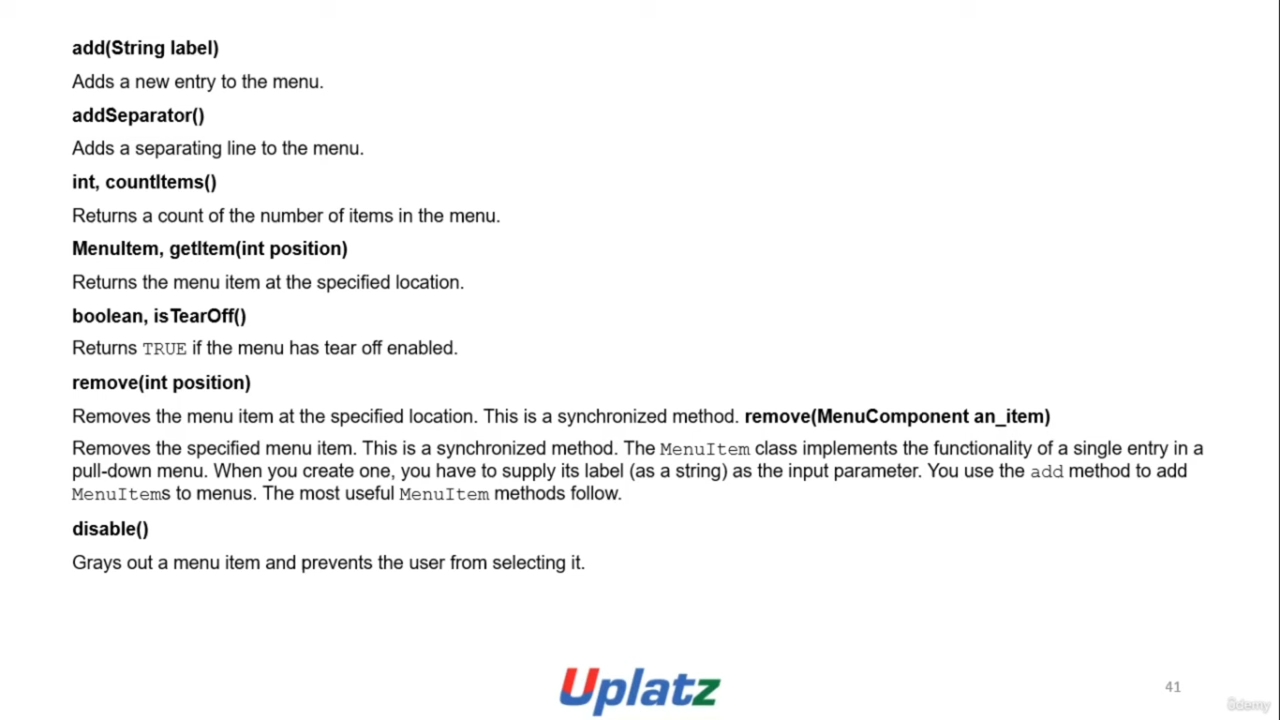 add(String label)
Adds a new entry to the menu.
addSeparator()
Adds a separating line to the menu.
int, countItems()
Returns a count of the number of items in the menu.
MenuItem, getItem(int position)
Returns the menu item at the specified location.
boolean, isTearOff()
Returns TRUE if the menu has tear off enabled.
remove(int position)
Removes the menu item at the specified location. This is a synchronized method. remove(MenuComponent an_item)
Removes the specified menu item. This is a synchronized method. The MenuItem class implements the functionality of a single entry in a
pull-down menu. When you create one, you have to supply its label (as a string) as the input parameter. You use the add method to add
MenuItems to menus. The most useful MenuItem methods follow.
disable()
Grays out a menu item and prevents the user from selecting it.
Uplatz
41
ûdemy